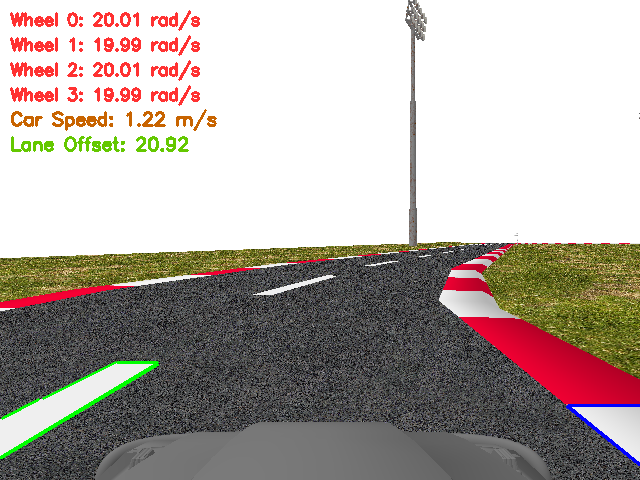 Wheel 0: 20.01 rad/s
Wheel 1: 19.99 rad/s
Wheel 2: 20.01 rad/s
Wheel 3: 19.99 rad/s
Car Speed: 1.22 m/s
Lane Offset: 20.92